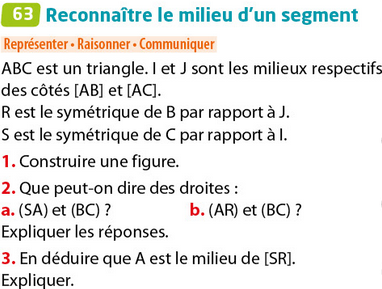 63 Reconnaître le milieu d'un segment
Représenter • Raisonner • Communiquer
ABC est un triangle. I et J sont les milieux respectifs
des côtés [AB] et [AC].
R est le symétrique de B par rapport à J.
S est le symétrique de C par rapport à I.
1. Construire une figure.
2. Que peut-on dire des droites :
a. (SA) et (BC) ? b. (AR) et (BC) ?
Expliquer les réponses.
3. En déduire que A est le milieu de [SR].
Expliquer.